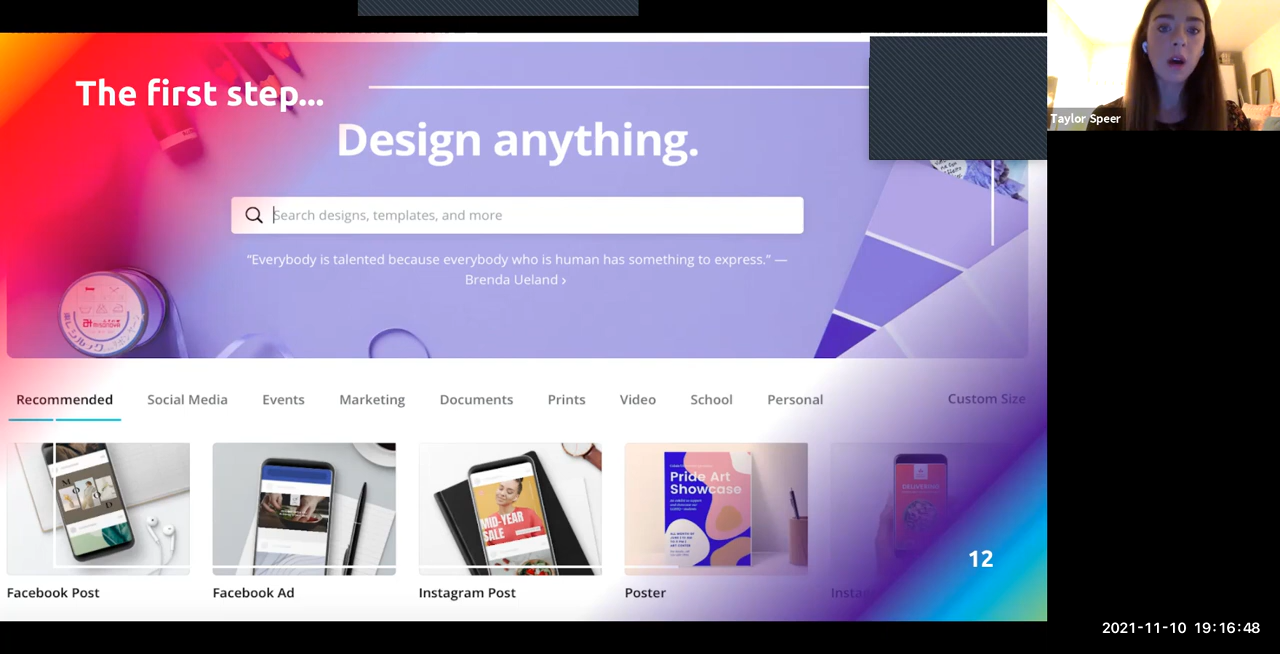 The first step...
Taylor Speer
Design anything.
Search designs, templates, and more
“Everybody is talented because everybody who is human has something to express.” —
Brenda Ueland ›
Recommended
Social Media
Events
Marketing
Documents
Prints
Video
School
Personal
Custom Size
MID-YEAR
SALE
Pride Art
Showcase
DELIVERING
12
Facebook Post
Facebook Ad
Instagram Post
Poster
2021-11-10 19:16:48